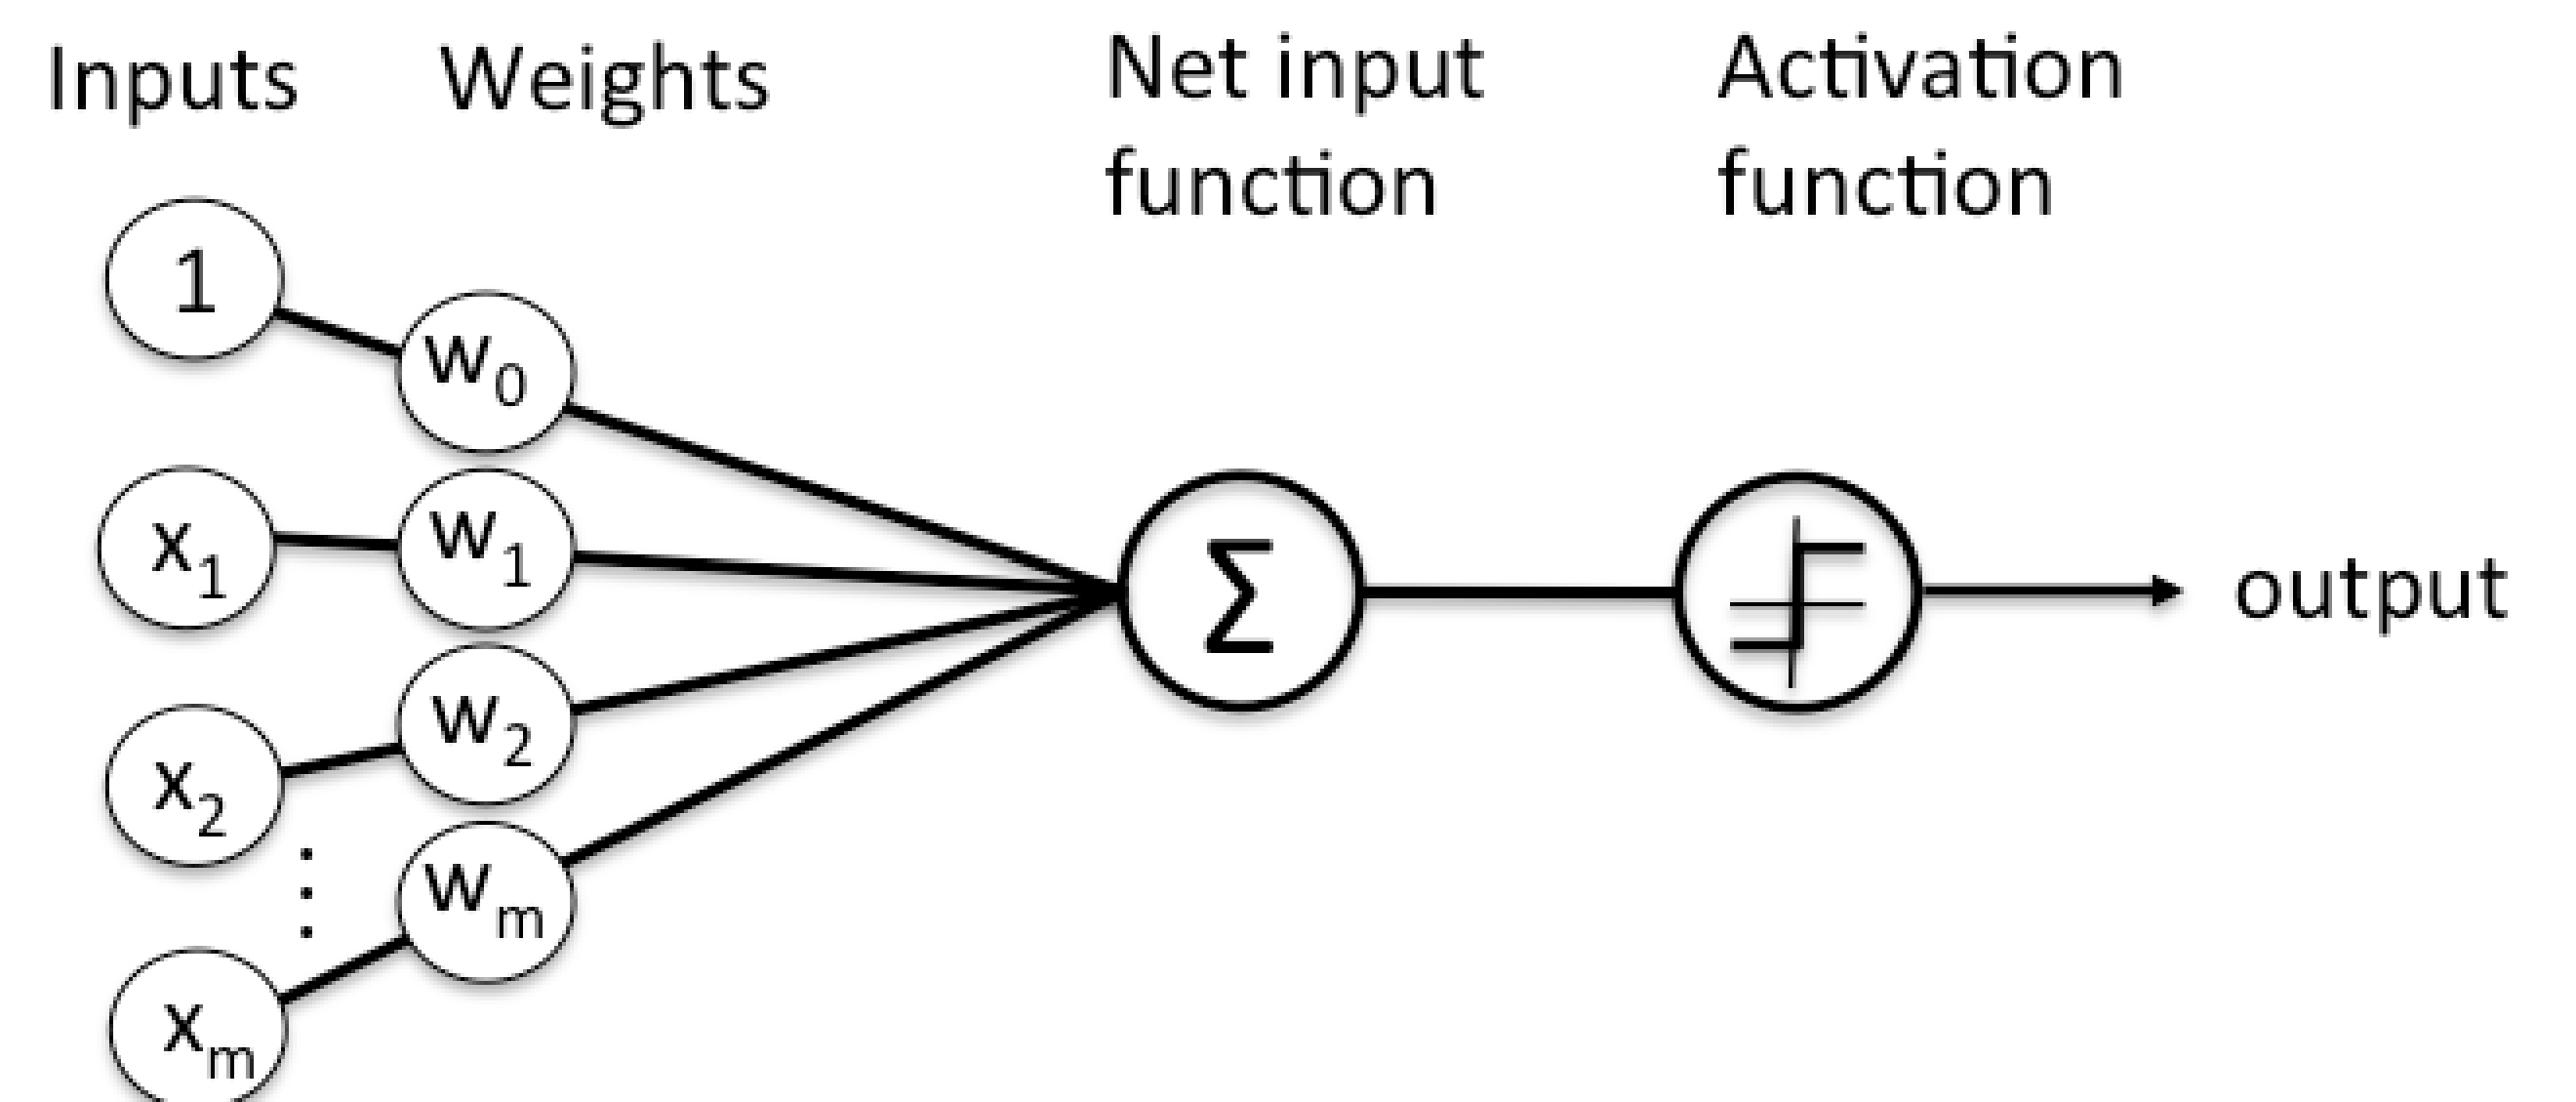 Inputs
Weights
Net input
function
Activation
function
1
w0
x1
w1
x2
w2
xm
wm
Σ
output